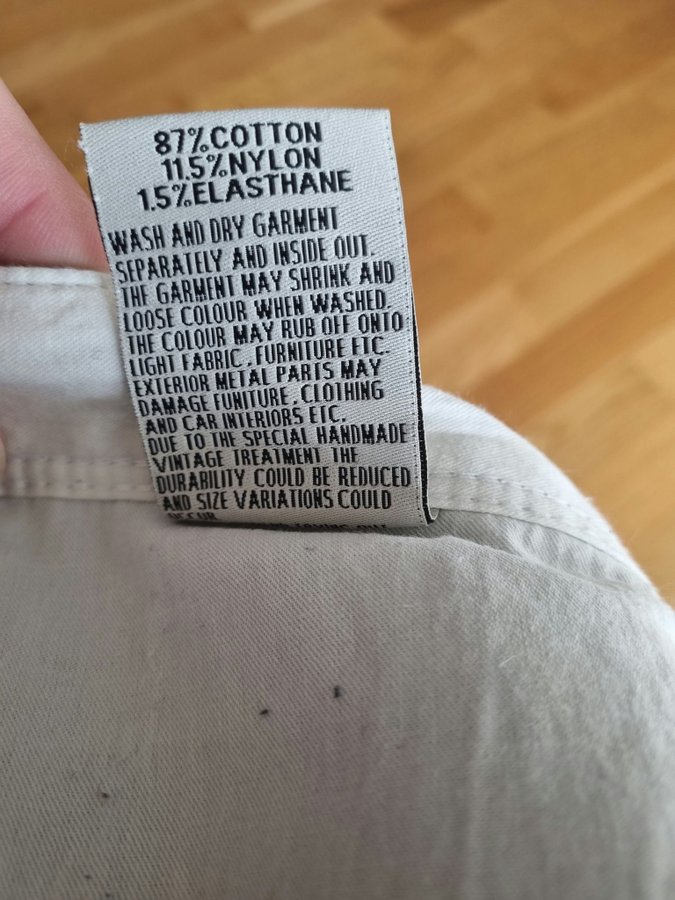 87%COTTON
11.5%NYLON
1.5%ELASTHANE
WASH AND DRY GARMENT
SEPARATELY AND INSIDE OUT.
THE GARMENT MAY SHRINK AND
LOOSE COLOUR WHEN WASHED.
THE COLOUR MAY RUB OFF ONTO
LIGHT FABRIC, FURNITURE ETC.
EXTERIOR METAL PARTS MAY
DAMAGE FUNITURE, CLOTHING
AND CAR INTERIORS ETC.
DUE TO THE SPECIAL HANDMADE
VINTAGE TREATMENT THE
DURABILITY COULD BE REDUCED
AND SIZE VARIATIONS COULD
OCCUR